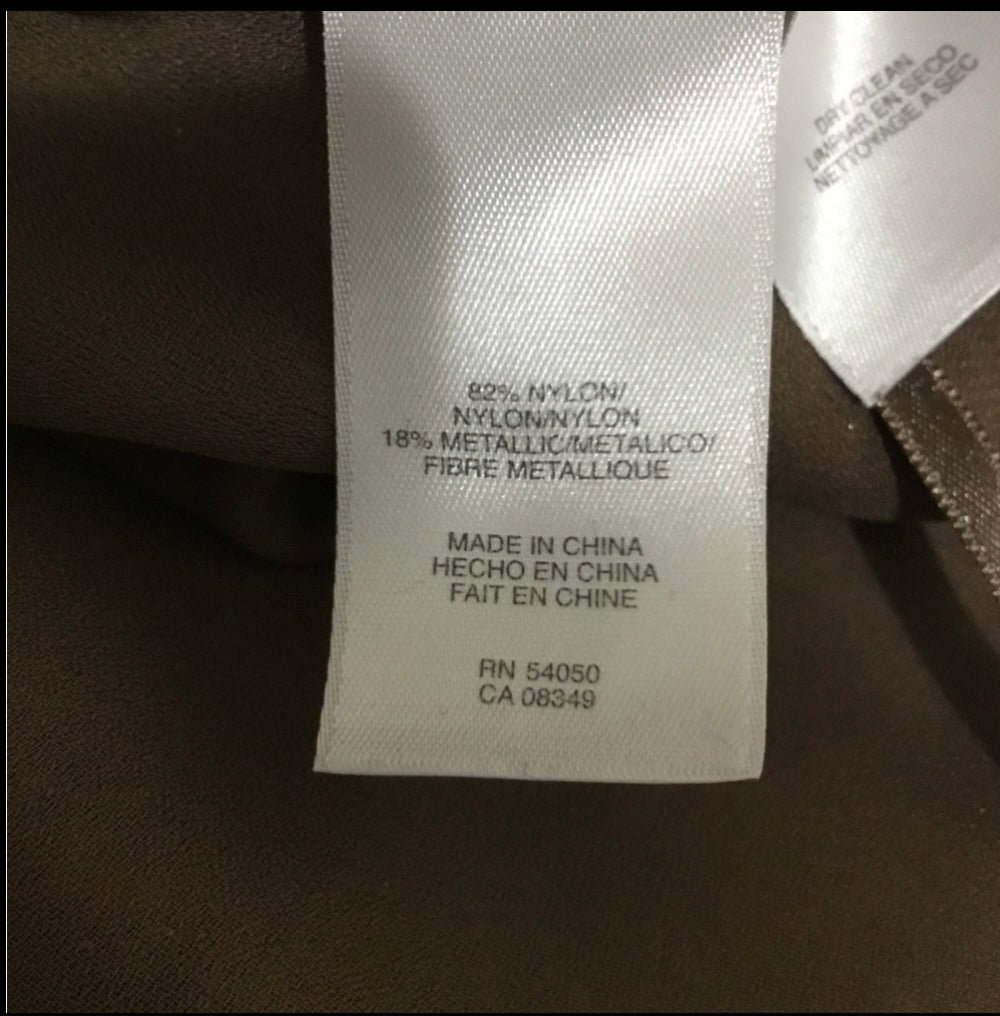 82% NYLON/
NYLON/NYLON
18% METALLIC/METALICO/
FIBRE METALLIQUE
MADE IN CHINA
HECHO EN CHINA
FAIT EN CHINE
RN 54050
CA 08349
DRY CLEAN
LIMPIAR EN SECO
NETTOYAGE A SEC